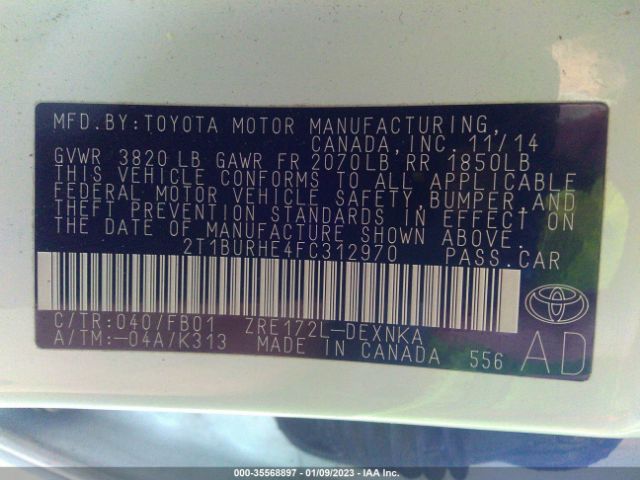 MFD.BY:TOYOTA MOTOR MANUFACTURING,
CANADA,INC. 11/14
GVWR 3820 LB GAWR FR 2070LB,RR 1850LB
THIS VEHICLE CONFORMS TO ALL APPLICABLE
FEDERAL MOTOR VEHICLE SAFETY,BUMPER,AND
THEFT PREVENTION STANDARDS IN EFFECT ON
THE DATE OF MANUFACTURE SHOWN ABOVE.
2T1BURHE4FC312970 PASS.CAR
C/TR:040/FB01 ZRE172L-DEXNKA
A/TM:-04A/K313 MADE IN CANADA 556
AD
000-35568897 - 01/09/2023 - IAA Inc.